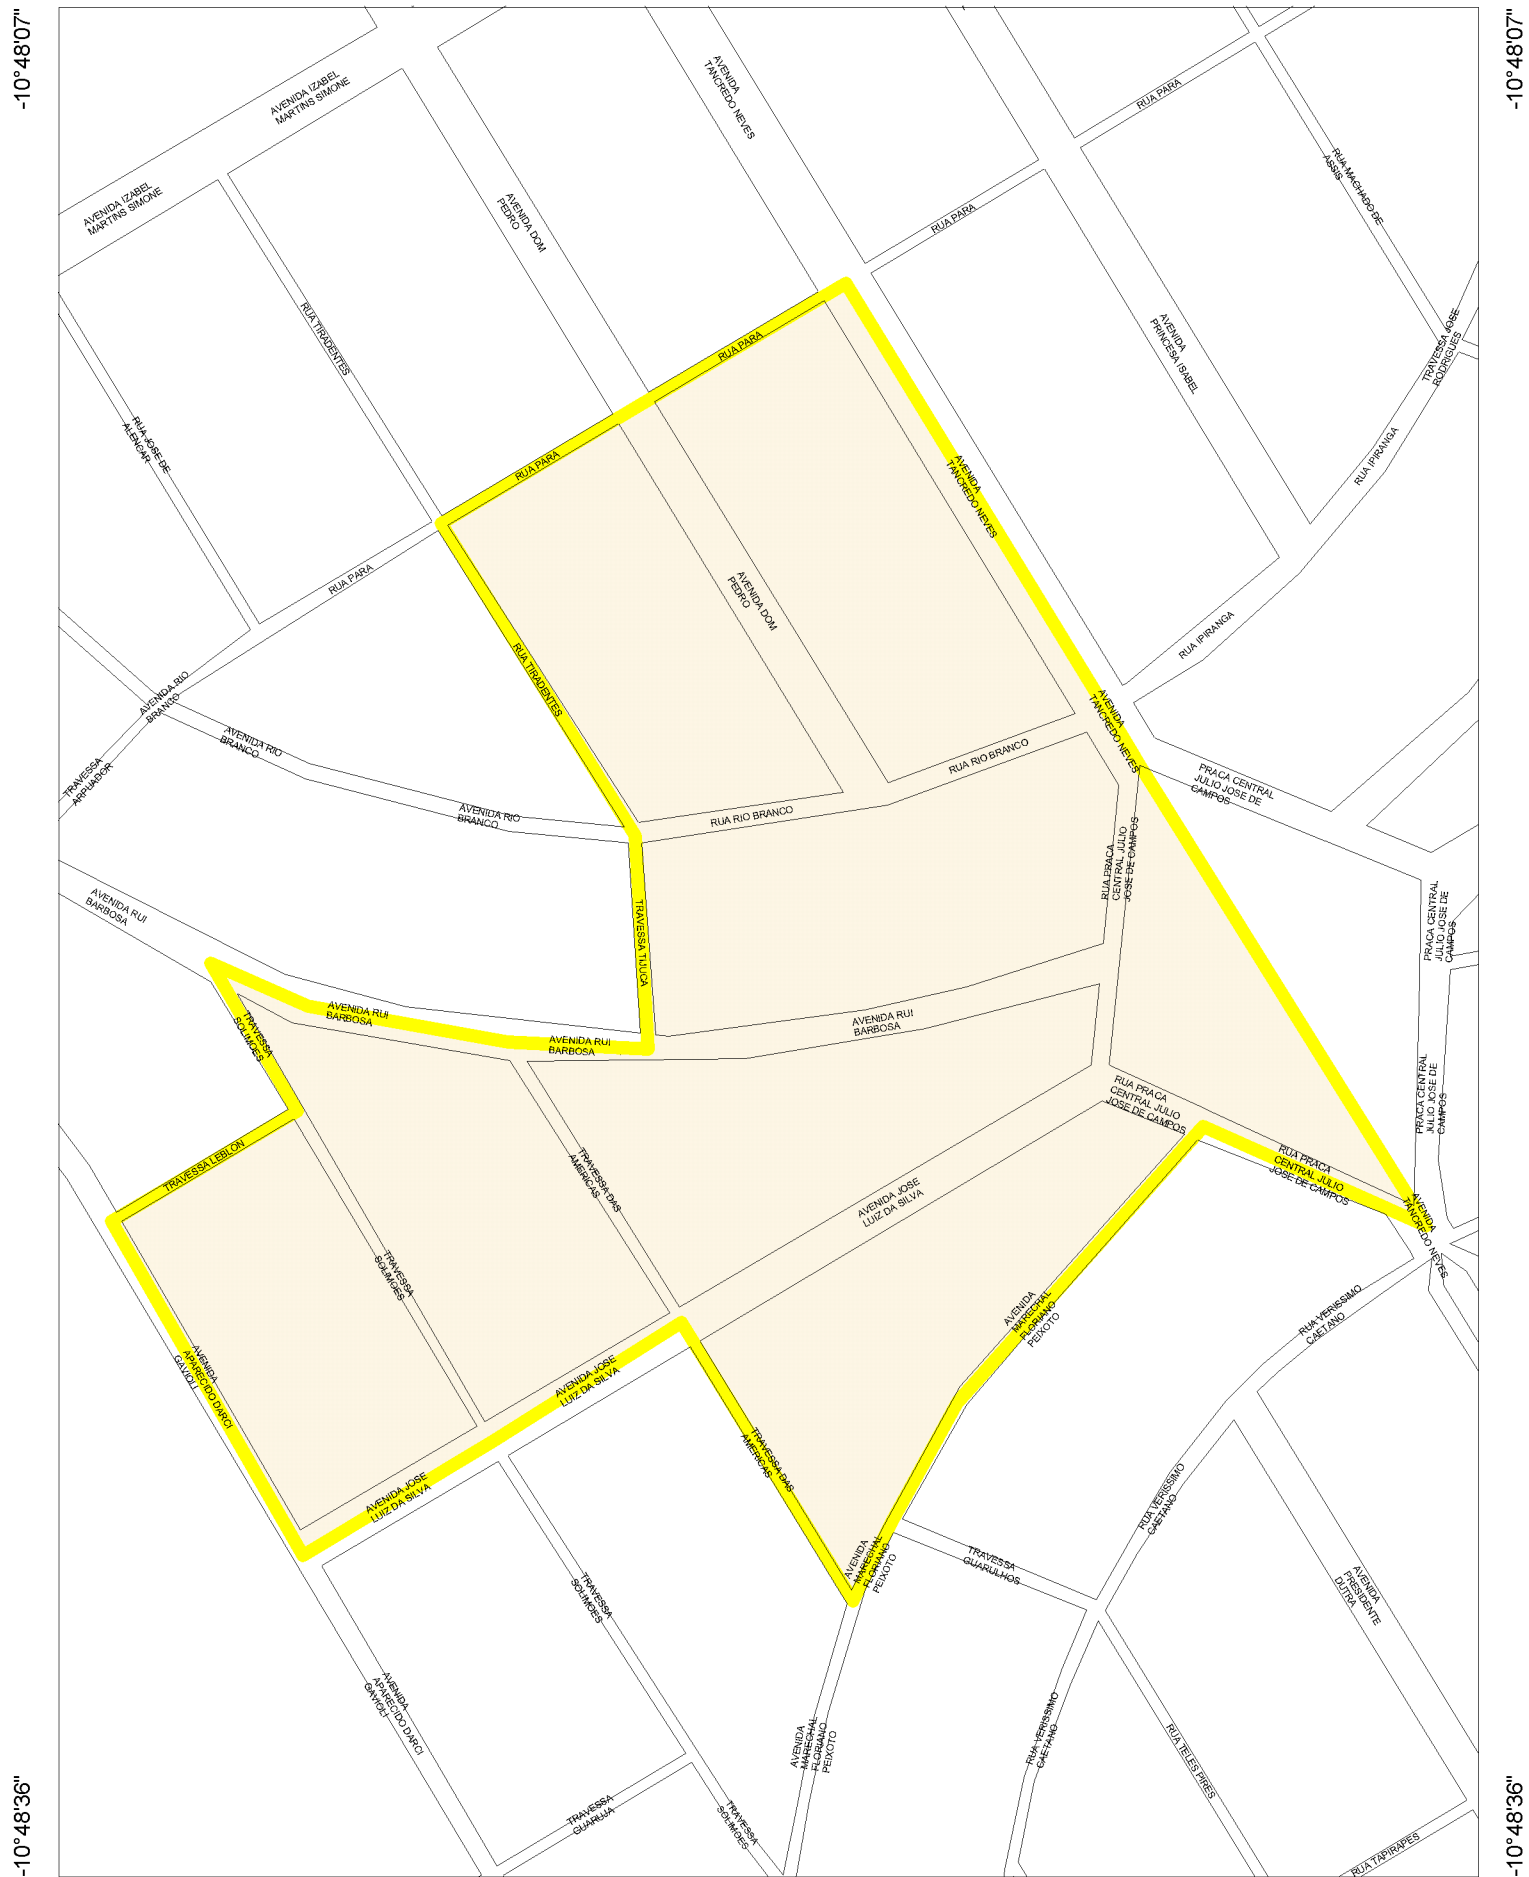 -10°48'07"
-10°48'07"
AVENIDA IZABEL
MARTINS SIMONE
AVENIDA
TANCREDO NEVES
RUA PARA
RUA MACHADO DE
ASSIS
AVENIDA IZABEL
MARTINS SIMONE
AVENIDA DOM
PEDRO
RUA PARA
RUA TIRADENTES
RUA PARA
AVENIDA
PRINCESA ISABEL
TRAVESSA JOSE
RODRIGUES
RUA JOSE DE
ALENCAR
RUA PARA
AVENIDA
TANCREDO NEVES
RUA IPIRANGA
RUA PARA
AVENIDA DOM
PEDRO
RUA IPIRANGA
RUA TIRADENTES
AVENIDA RIO
BRANCO
AVENIDA RIO
BRANCO
AVENIDA
TANCREDO NEVES
RUA RIO BRANCO
TRAVESSA
ARPUADOR
PRACA CENTRAL
JULIO JOSE DE
CAMPOS
AVENIDA RIO
BRANCO
RUA RIO BRANCO
RUA PRACA
CENTRAL JULIO
JOSE DE CAMPOS
AVENIDA RUI
BARBOSA
TRAVESSA TIJUCA
PRACA CENTRAL
JULIO JOSE DE
CAMPOS
TRAVESSA
SOLIMOES
AVENIDA RUI
BARBOSA
AVENIDA RUI
BARBOSA
AVENIDA RUI
BARBOSA
RUA PRACA
CENTRAL JULIO
JOSE DE CAMPOS
PRACA CENTRAL
JULIO JOSE DE
CAMPOS
TRAVESSA LEBLON
TRAVESSA DAS
AMERICAS
RUA PRACA
CENTRAL JULIO
JOSE DE CAMPOS
AVENIDA JOSE
LUIZ DA SILVA
AVENIDA
TANCREDO NEVES
TRAVESSA
SOLIMOES
AVENIDA
MARECHAL
FLORIANO
PEIXOTO
RUA VERISSIMO
CAETANO
AVENIDA
APARECIDO DARCI
GAVIOLI
AVENIDA JOSE
LUIZ DA SILVA
TRAVESSA DAS
AMERICAS
AVENIDA JOSE
LUIZ DA SILVA
RUA VERISSIMO
CAETANO
AVENIDA
MARECHAL
FLORIANO
PEIXOTO
TRAVESSA
GUARULHOS
TRAVESSA
SOLIMOES
AVENIDA
PRESIDENTE
DUTRA
AVENIDA
APARECIDO DARCI
GAVIOLI
AVENIDA
MARECHAL
FLORIANO
PEIXOTO
RUA VERISSIMO
CAETANO
RUA TELES PIRES
TRAVESSA
GUARUJA
TRAVESSA
SOLIMOES
RUA TAPIRAPES
-10°48'36"
-10°48'36"